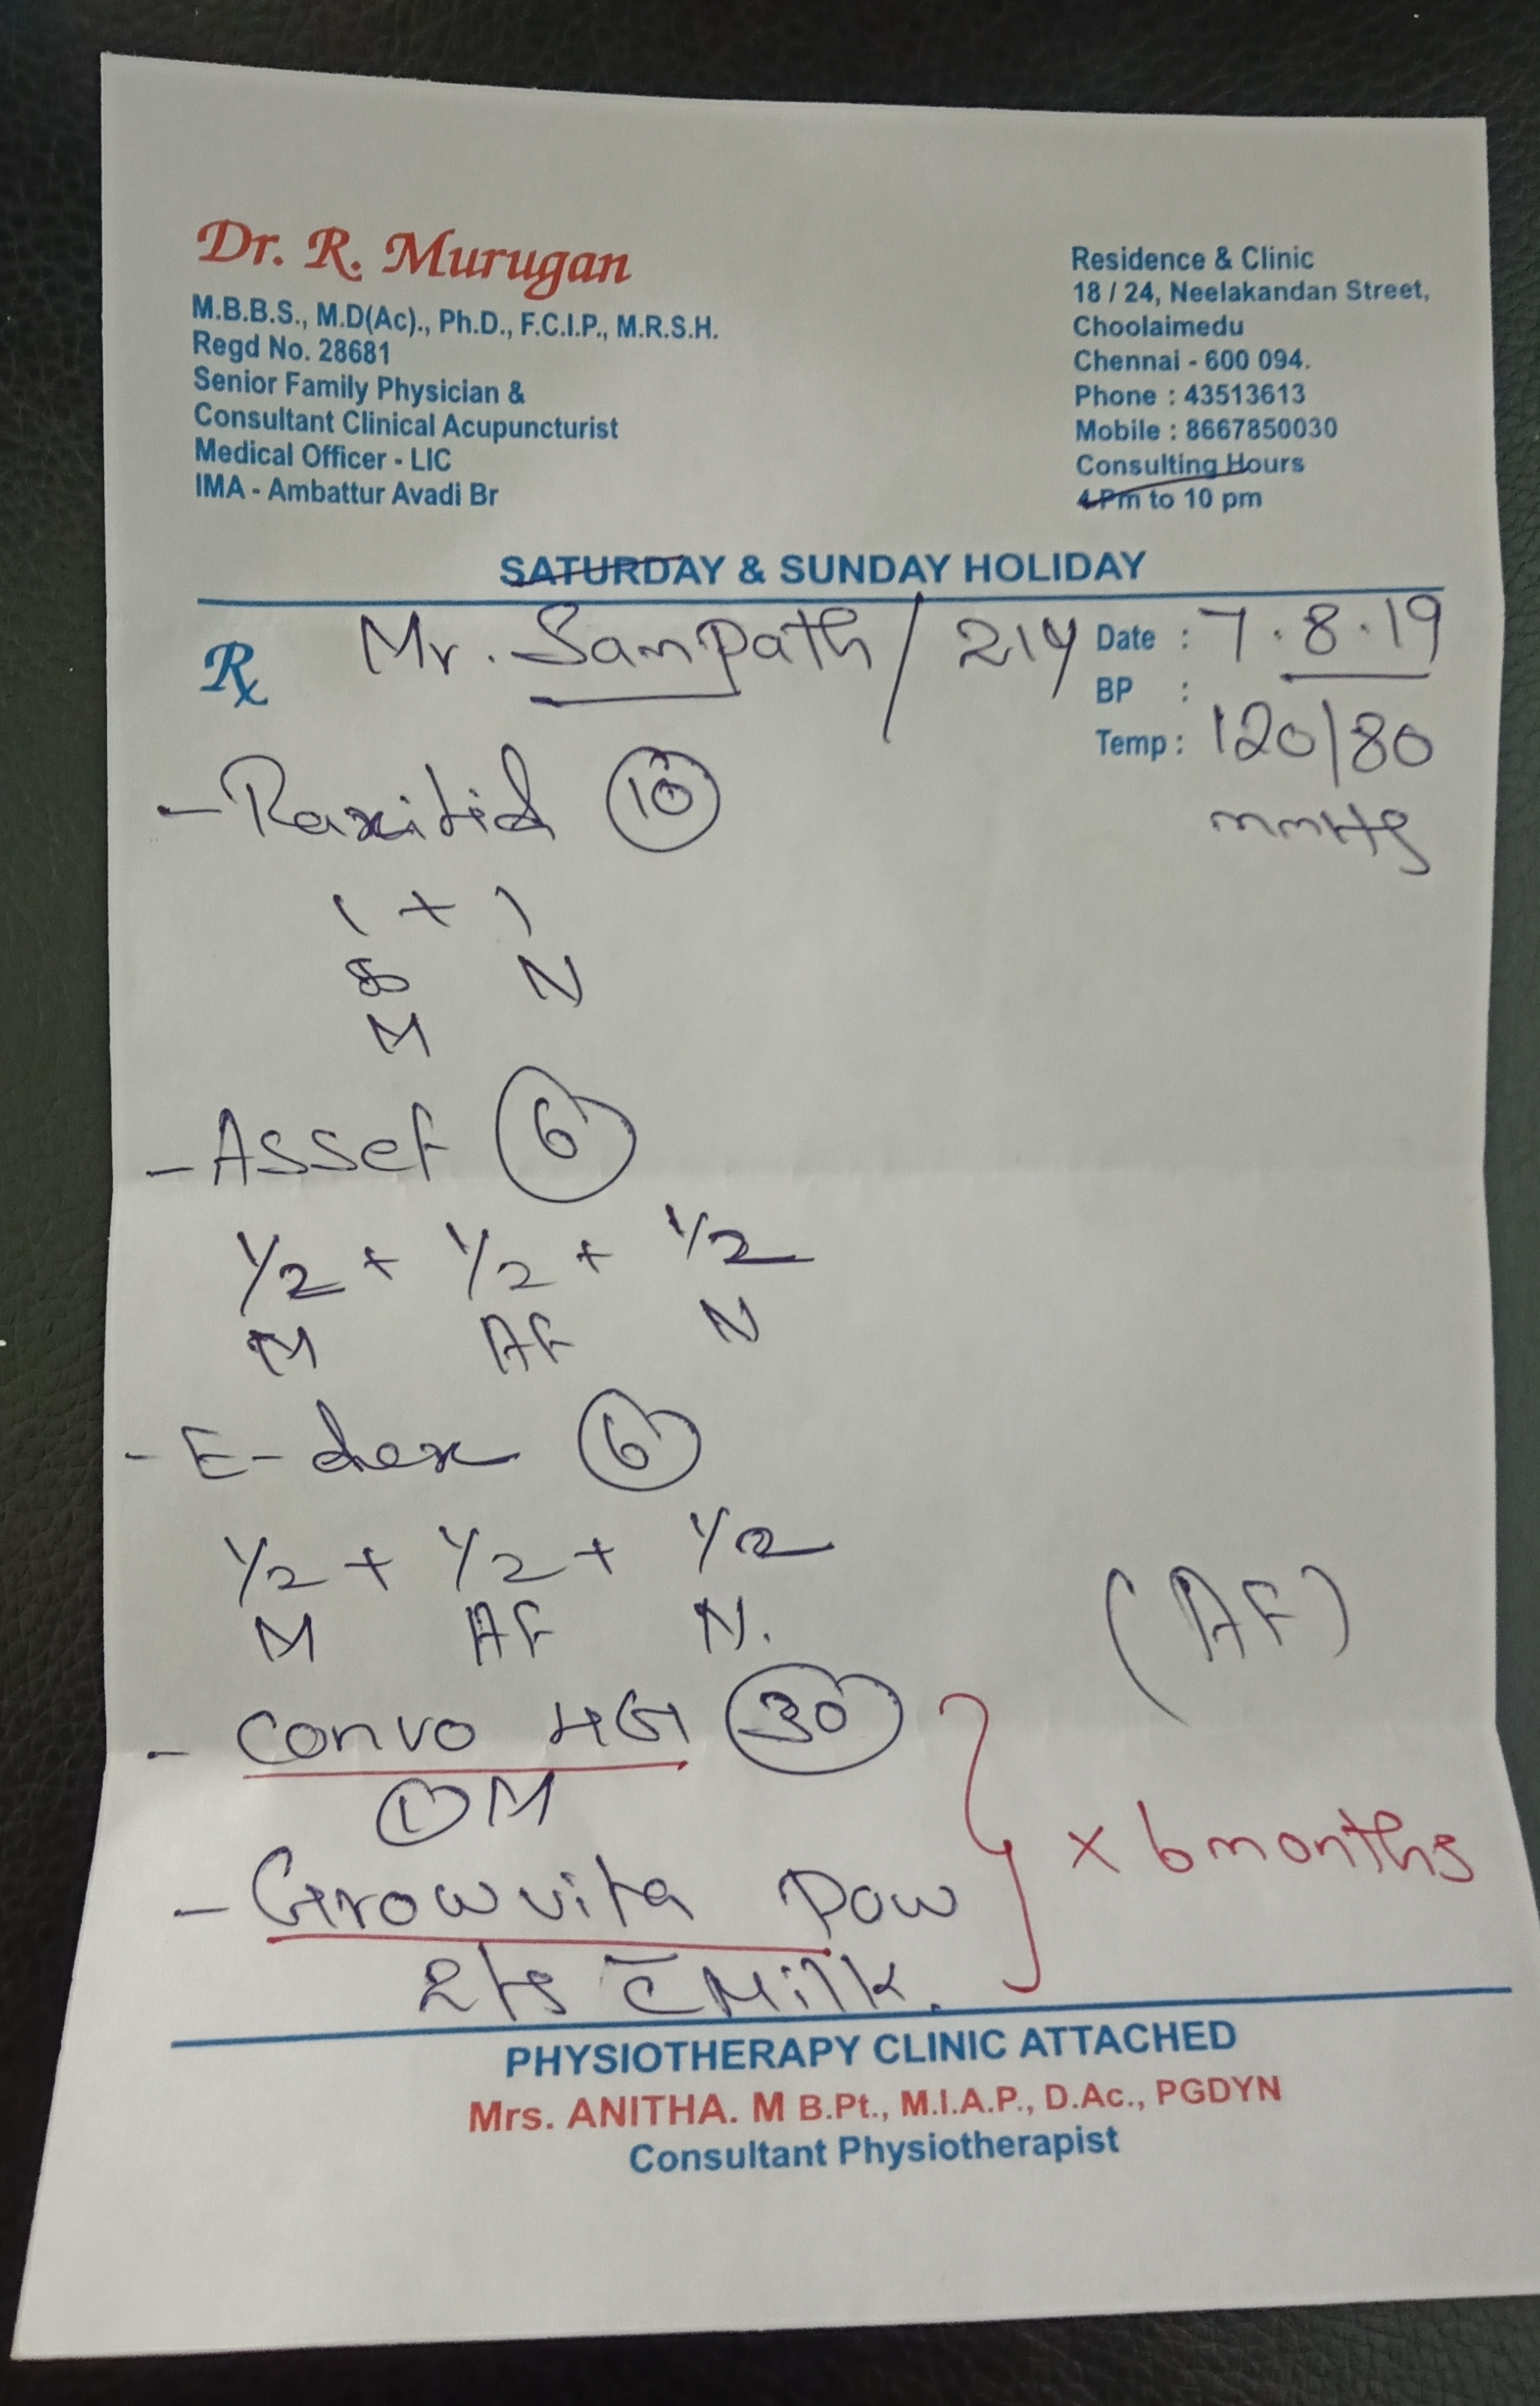 Dr. R. Murugan
M.B.B.S., M.D(Ac)., Ph.D., F.C.I.P., M.R.S.H.
Regd No. 28681
Senior Family Physician &
Consultant Clinical Acupuncturist
Medical Officer - LIC
IMA - Ambattur Avadi Br
Residence & Clinic
18 / 24, Neelakandan Street,
Choolaimedu
Chennai - 600 094.
Phone : 43513613
Mobile : 8667850030
Consulting Hours
4 Pm to 10 pm
SATURDAY & SUNDAY HOLIDAY
Rx Mr. Sampath / 21y
Date : 7.8.19
BP :
Temp : 120/80
mmHg
- 10
1 + 1
M N
- Asset 6
1/2 + 1/2 + 1/2
M AF N
- E-dex 6
1/2 + 1/2 + 1/2
M AF N.
(AF)
- Convo 4G 30
1 M
- Growvita Pow
x 6 months
2ts c̄ Milk.
PHYSIOTHERAPY CLINIC ATTACHED
Mrs. ANITHA. M B.Pt., M.I.A.P., D.Ac., PGDYN
Consultant Physiotherapist